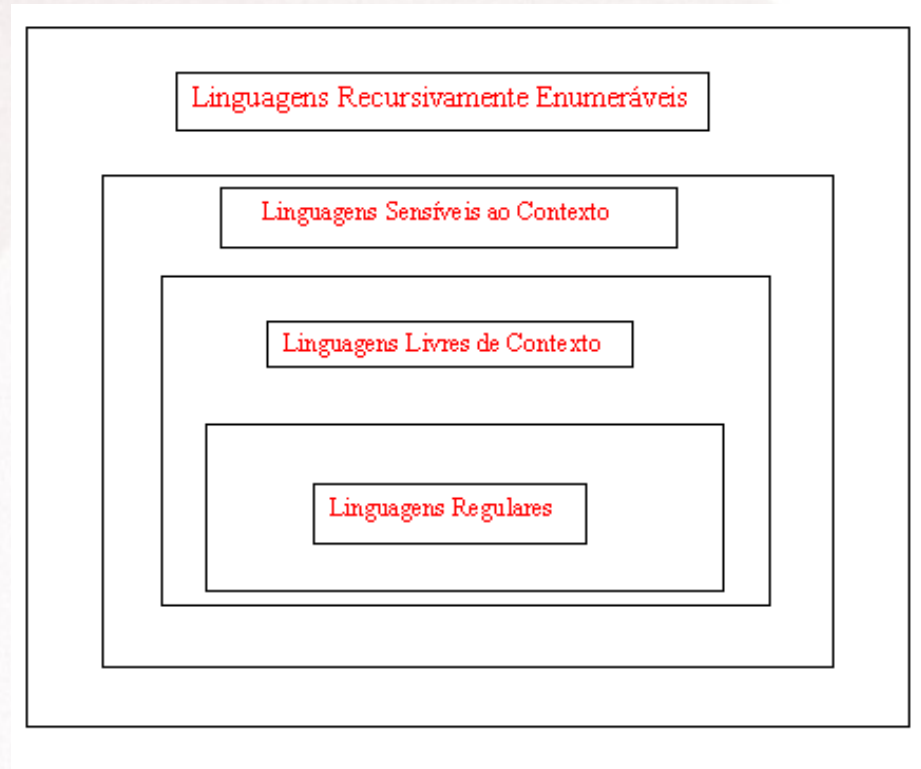 Linguagens Recursivamente Enumeráveis
Linguagens Sensíveis ao Contexto
Linguagens Livres de Contexto
Linguagens Regulares